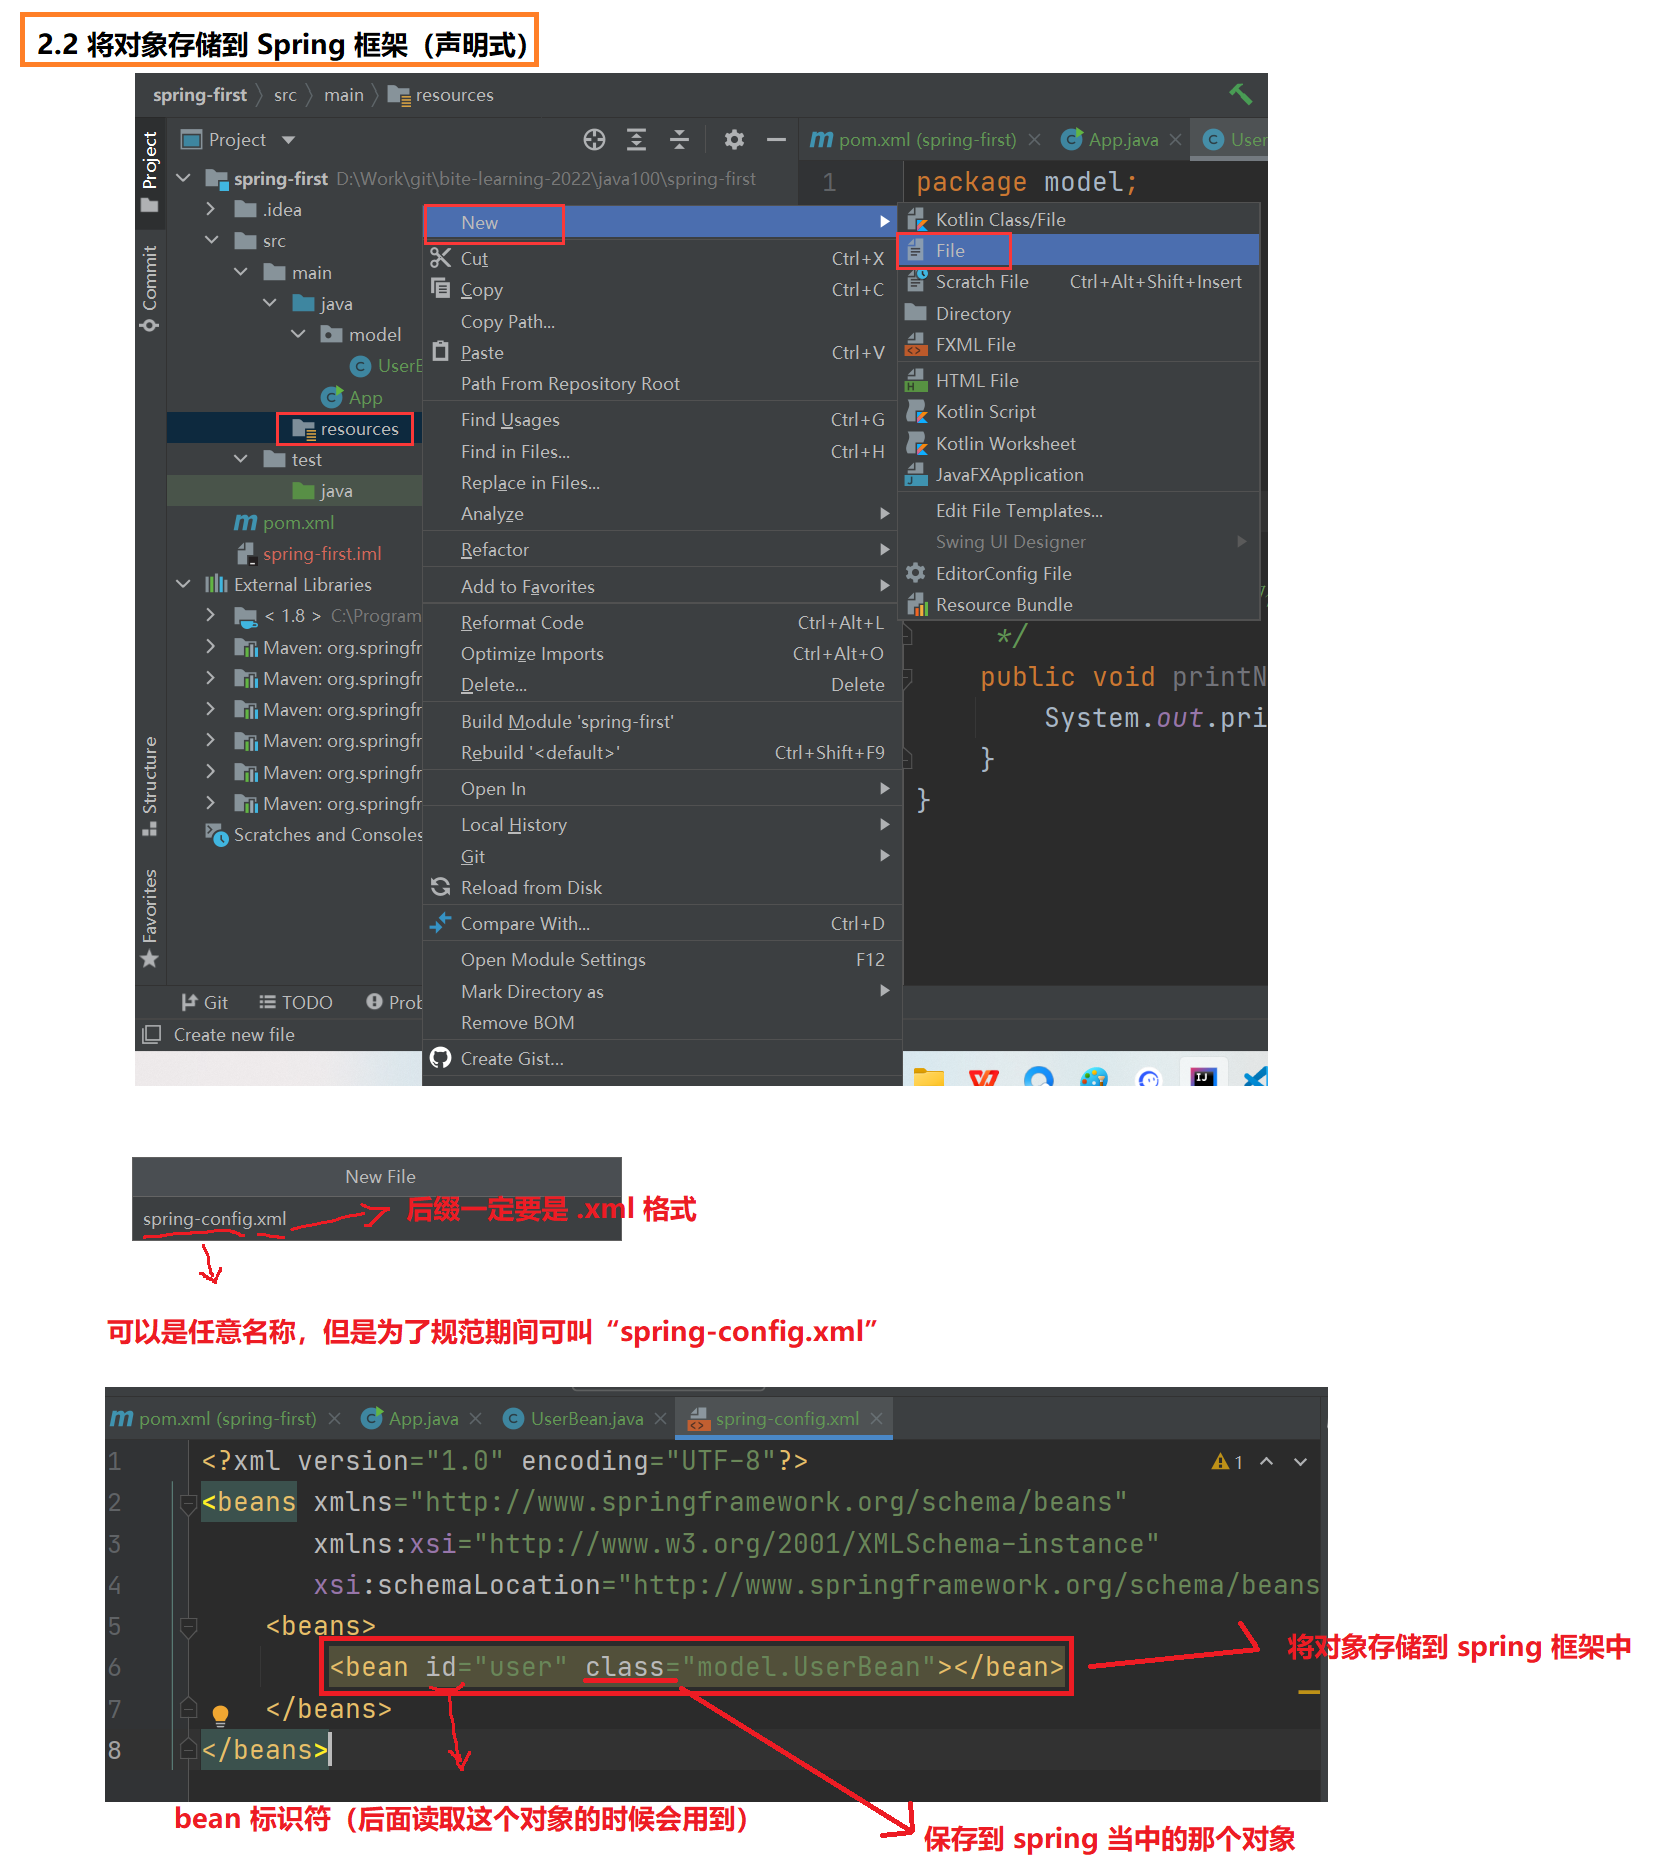 2.2 将对象存储到 Spring 框架（声明式）
spring-first
src
main
resources
Project
pom.xml (spring-first)
App.java
User
Project
Commit
Structure
Favorites
spring-first D:\Work\git\bite-learning-2022\java100\spring-first
.idea
src
main
java
model
UserB
App
resources
test
java
pom.xml
spring-first.iml
External Libraries
< 1.8 > C:\Program
Maven: org.springfr
Maven: org.springfr
Maven: org.springfr
Maven: org.springfr
Maven: org.springfr
Maven: org.springfr
Scratches and Consoles
Git
TODO
Prob
Create new file
New
Cut Ctrl+X
Copy Ctrl+C
Copy Path...
Paste Ctrl+V
Path From Repository Root
Find Usages Ctrl+G
Find in Files... Ctrl+H
Replace in Files...
Analyze
Refactor
Add to Favorites
Reformat Code Ctrl+Alt+L
Optimize Imports Ctrl+Alt+O
Delete... Delete
Build Module 'spring-first'
Rebuild '<default>' Ctrl+Shift+F9
Open In
Local History
Git
Reload from Disk
Compare With... Ctrl+D
Open Module Settings F12
Mark Directory as
Remove BOM
Create Gist...
Kotlin Class/File
File
Scratch File Ctrl+Alt+Shift+Insert
Directory
FXML File
HTML File
Kotlin Script
Kotlin Worksheet
JavaFXApplication
Edit File Templates...
Swing UI Designer
EditorConfig File
Resource Bundle
1 package model;
*/
public void printN
System.out.pri
}
}
New File
spring-config.xml
后缀一定要是 .xml 格式
可以是任意名称，但是为了规范期间可叫“spring-config.xml”
pom.xml (spring-first)
App.java
UserBean.java
spring-config.xml
1 <?xml version="1.0" encoding="UTF-8"?>
1
2 <beans xmlns="http://www.springframework.org/schema/beans"
3 xmlns:xsi="http://www.w3.org/2001/XMLSchema-instance"
4 xsi:schemaLocation="http://www.springframework.org/schema/beans
5 <beans>
6 <bean id="user" class="model.UserBean"></bean>
7 </beans>
8 </beans>
将对象存储到 spring 框架中
bean 标识符（后面读取这个对象的时候会用到）
保存到 spring 当中的那个对象